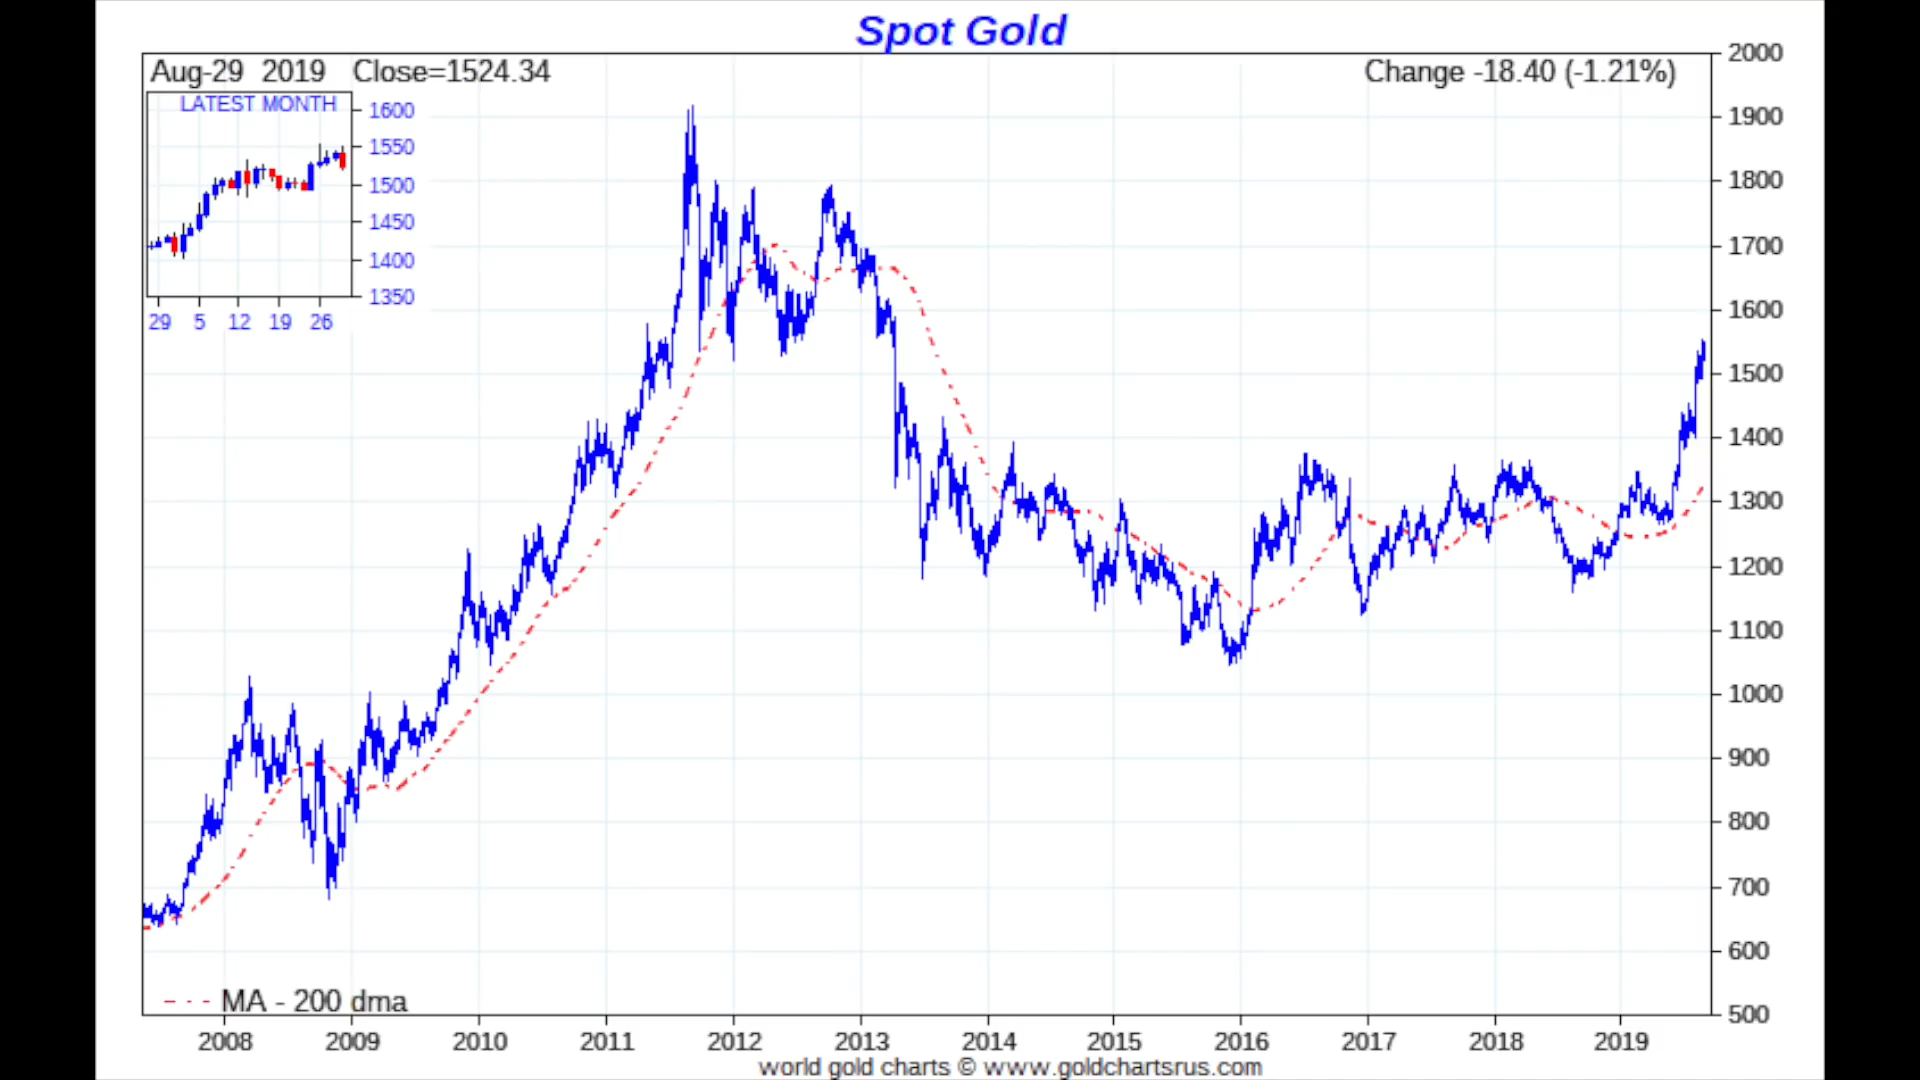 Spot Gold
Aug-29 2019 Close=1524.34
Change -18.40 (-1.21%)
LATEST MONTH
1600
1550
1500
1450
1400
1350
29 5 12 19 26
2000
1900
1800
1700
1600
1500
1400
1300
1200
1100
1000
900
800
700
600
500
MA - 200 dma
2008 2009 2010 2011 2012 2013 2014 2015 2016 2017 2018 2019
world gold charts © www.goldchartsrus.com